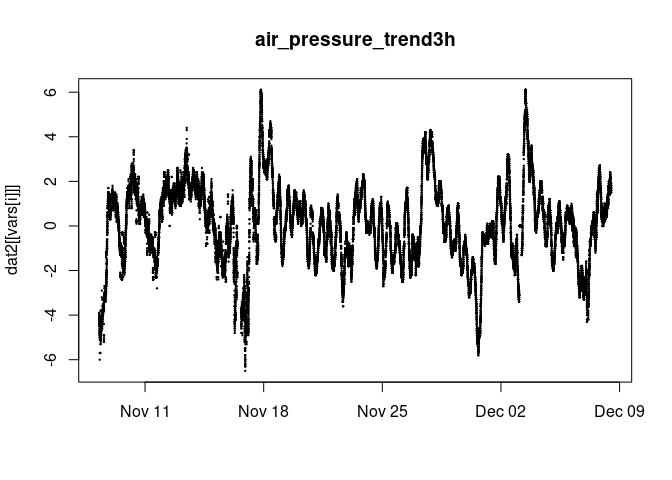 air_pressure_trend3h
dat2[[vars[i]]
6
4
2
0
-2
-4
-6
Nov 11
Nov 18
Nov 25
Dec 02
Dec 09